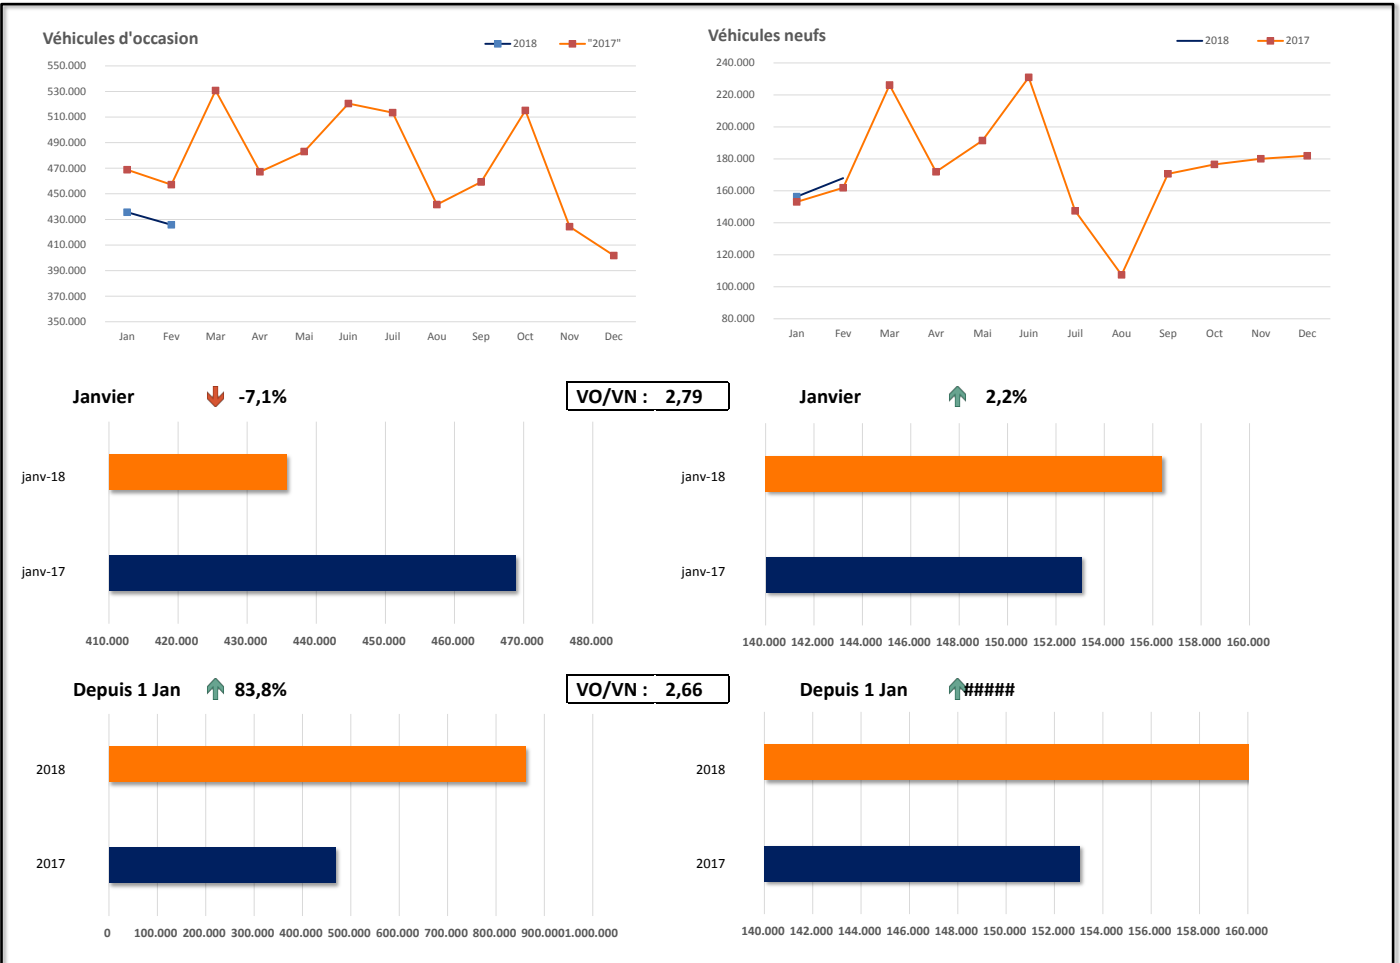 Véhicules d'occasion
2018 "2017"
550.000
530.000
510.000
490.000
470.000
450.000
430.000
410.000
390.000
370.000
350.000
Jan Fev Mar Avr Mai Juin Juil Aou Sep Oct Nov Dec
Véhicules neufs
2018 2017
240.000
220.000
200.000
180.000
160.000
140.000
120.000
100.000
80.000
Jan Fev Mar Avr Mai Juin Juil Aou Sep Oct Nov Dec
Janvier -7,1%
VO/VN : 2,79
Janvier 2,2%
janv-18
janv-17
410.000 420.000 430.000 440.000 450.000 460.000 470.000 480.000
janv-18
janv-17
140.000 142.000 144.000 146.000 148.000 150.000 152.000 154.000 156.000 158.000 160.000
Depuis 1 Jan 83,8%
VO/VN : 2,66
Depuis 1 Jan #####
2018
2017
0 100.000 200.000 300.000 400.000 500.000 600.000 700.000 800.000 900.0001.000.000
2018
2017
140.000 142.000 144.000 146.000 148.000 150.000 152.000 154.000 156.000 158.000 160.000